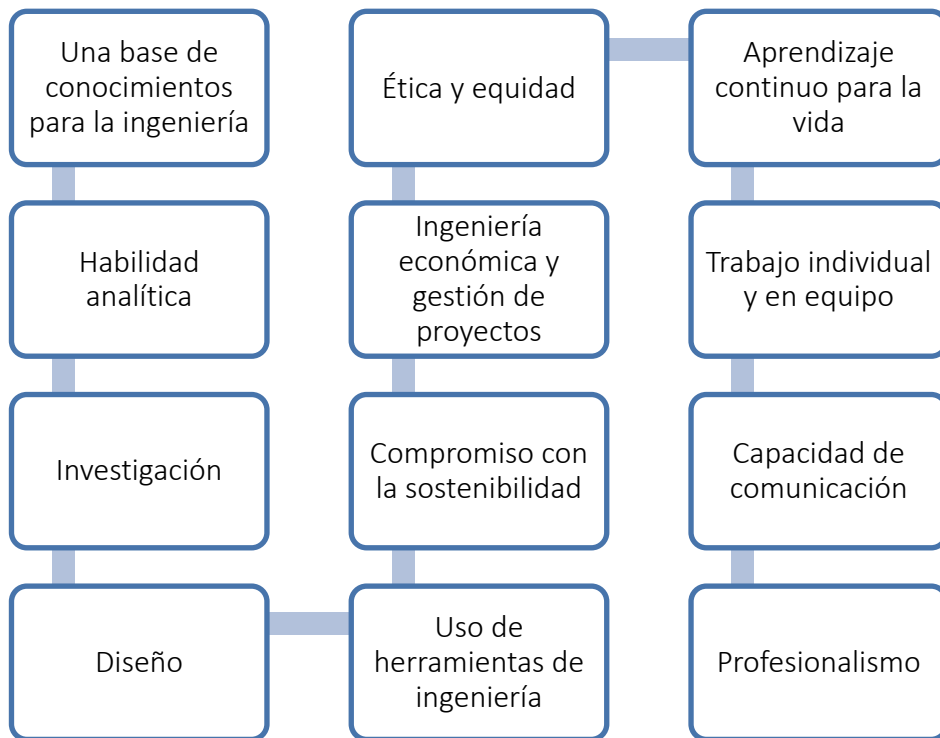 Una base de
conocimientos
para la ingeniería
Habilidad
analítica
Investigación
Diseño
Uso de
herramientas de
ingeniería
Compromiso con
la sostenibilidad
Ingeniería
económica y
gestión de
proyectos
Ética y equidad
Aprendizaje
continuo para la
vida
Trabajo individual
y en equipo
Capacidad de
comunicación
Profesionalismo